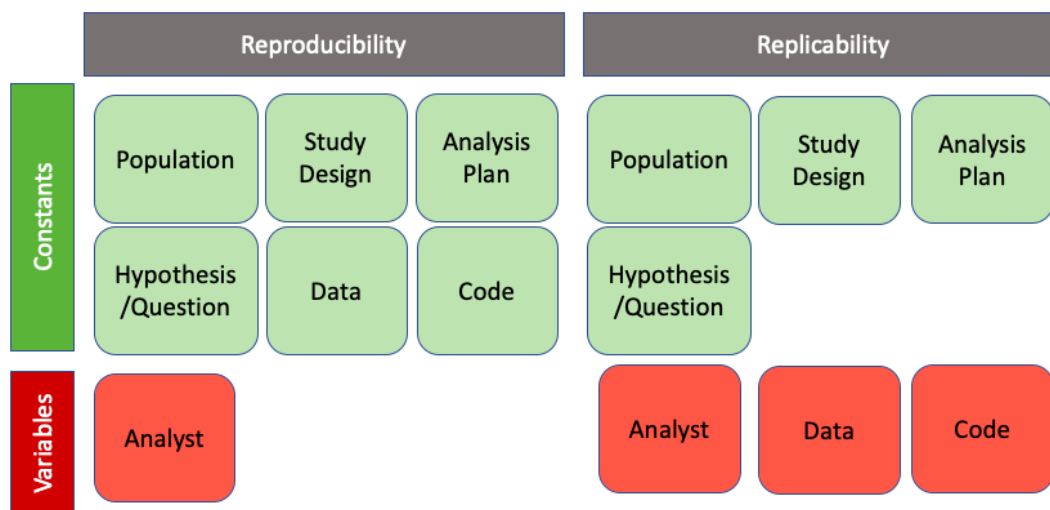 Reproducibility
Replicability
Constants
Population
Study
Design
Analysis
Plan
Population
Study
Design
Analysis
Plan
Hypothesis
/Question
Data
Code
Hypothesis
/Question
Variables
Analyst
Analyst
Data
Code